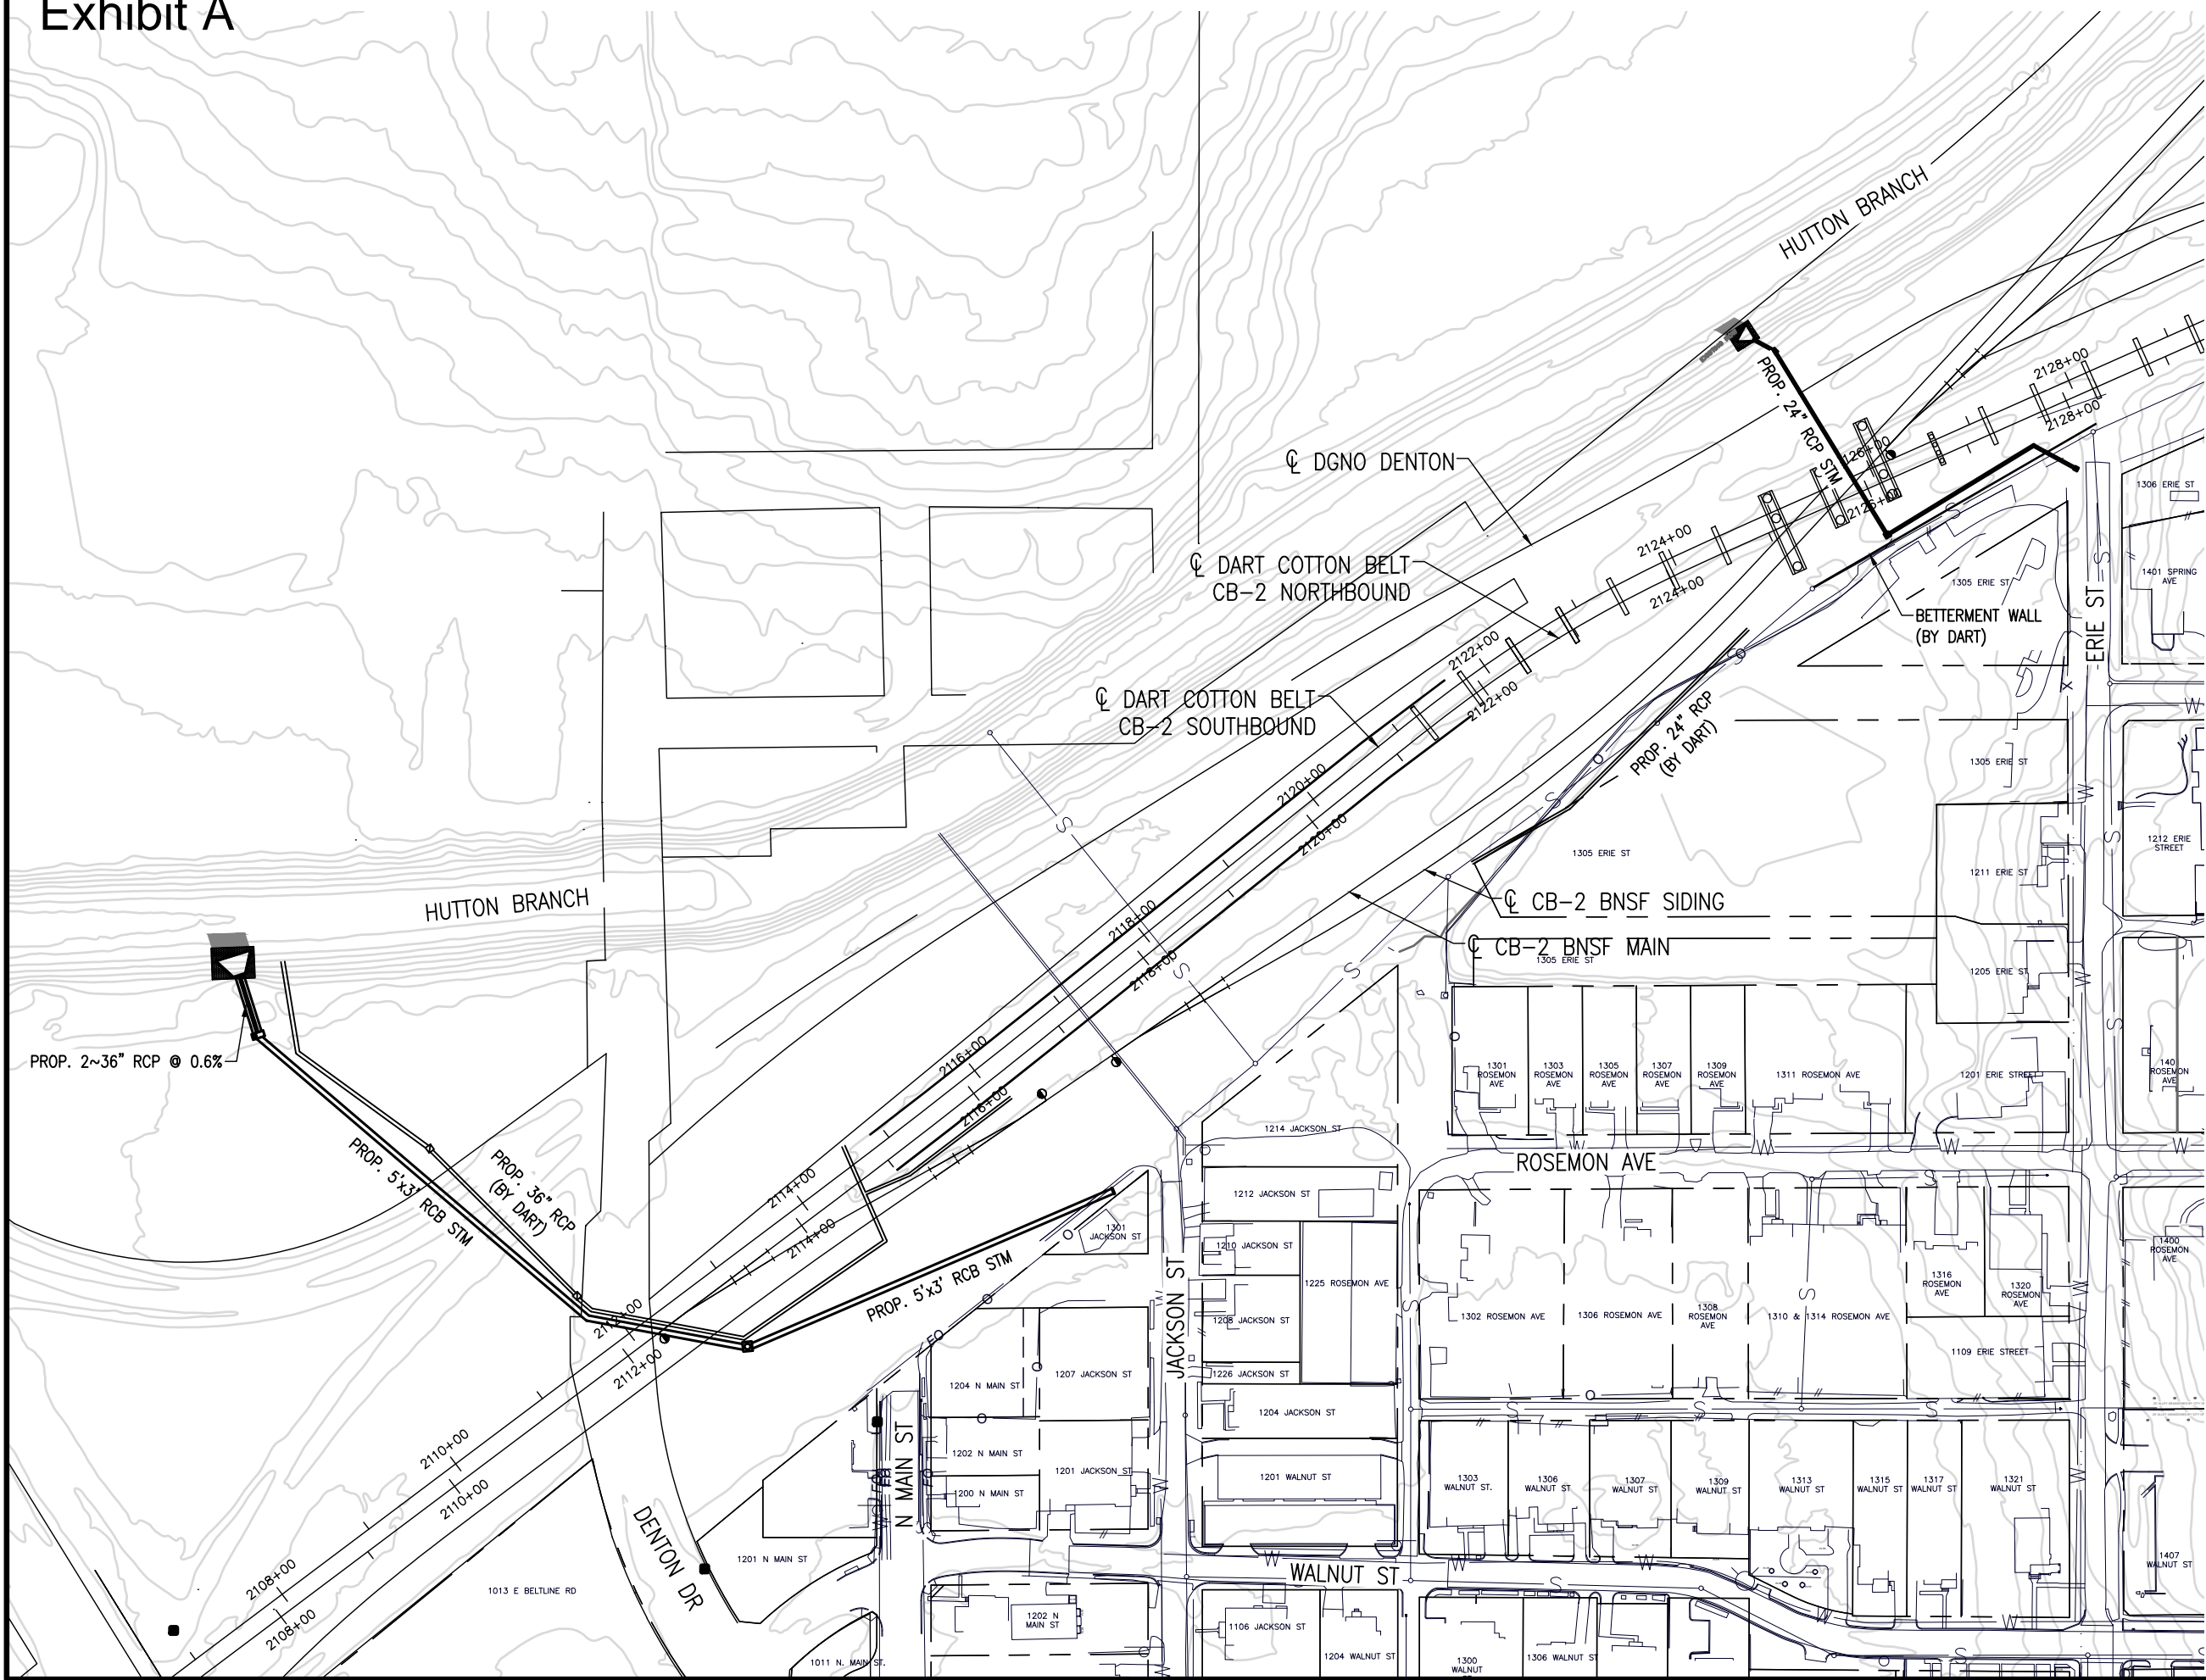 Exhibit A
HUTTON BRANCH
PROP. 24" RCP STM
2128+00
2128+00
℄ DGNO DENTON
1306 ERIE ST
℄ DART COTTON BELT
CB-2 NORTHBOUND
2124+00
2124+00
1401 SPRING
AVE
1305 ERIE ST
ERIE ST
BETTERMENT WALL
(BY DART)
2122+00
2122+00
℄ DART COTTON BELT
CB-2 SOUTHBOUND
PROP. 24" RCP
(BY DART)
1305 ERIE ST
2120+00
2120+00
1212 ERIE
STREET
1305 ERIE ST
1211 ERIE ST
HUTTON BRANCH
℄ CB-2 BNSF SIDING
2118+00
2118+00
℄ CB-2 BNSF MAIN
1305 ERIE ST
1205 ERIE ST
PROP. 2~36" RCP @ 0.6%
2116+00
2116+00
1301
ROSEMON
AVE
1303
ROSEMON
AVE
1305
ROSEMON
AVE
1307
ROSEMON
AVE
1309
ROSEMON
AVE
1311 ROSEMON AVE
1201 ERIE STREET
140
ROSEMON
AVE
1214 JACKSON ST
ROSEMON AVE
PROP. 5'x3' RCB STM
PROP. 36" RCP
(BY DART)
2114+00
2114+00
1212 JACKSON ST
1301
JACKSON ST
1210 JACKSON ST
1225 ROSEMON AVE
1400
ROSEMON
AVE
PROP. 5'x3' RCB STM
JACKSON ST
1316
ROSEMON
AVE
1320
ROSEMON
AVE
1208 JACKSON ST
1302 ROSEMON AVE
1306 ROSEMON AVE
1308
ROSEMON
AVE
1310 & 1314 ROSEMON AVE
2112+00
2112+00
1109 ERIE STREET
1204 N MAIN ST
1207 JACKSON ST
1226 JACKSON ST
1204 JACKSON ST
2110+00
2110+00
N MAIN ST
1202 N MAIN ST
1201 JACKSON ST
1200 N MAIN ST
1201 WALNUT ST
1303
WALNUT ST.
1306
WALNUT ST
1307
WALNUT ST
1309
WALNUT ST
1313
WALNUT ST
1315
WALNUT ST
1317
WALNUT ST
1321
WALNUT ST
DENTON DR
1201 N MAIN ST
WALNUT ST
1407
WALNUT ST
2108+00
2108+00
1013 E BELTLINE RD
1202 N
MAIN ST
1106 JACKSON ST
1204 WALNUT ST
1300
WALNUT
1306 WALNUT ST
1011 N. MAIN ST.